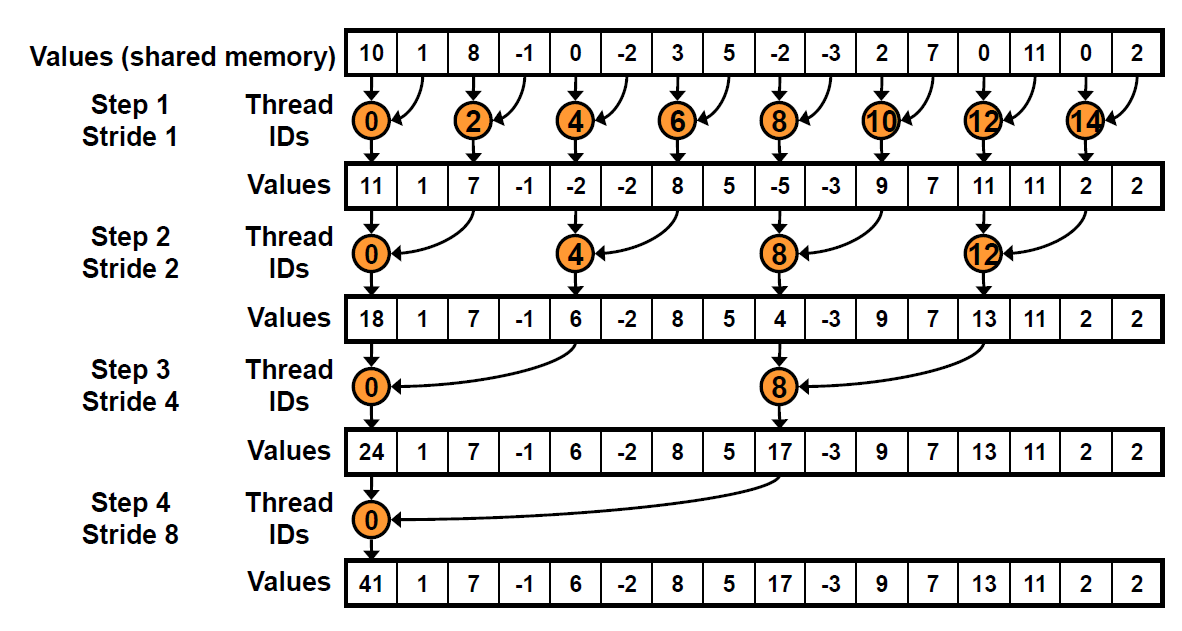 Values (shared memory) 10 1 8 -1 0 -2 3 5 -2 -3 2 7 0 11 0 2
Step 1 Thread
Stride 1 IDs
0 2 4 6 8 10 12 14
Values 11 1 7 -1 -2 -2 8 5 -5 -3 9 7 11 11 2 2
Step 2 Thread
Stride 2 IDs
0 4 8 12
Values 18 1 7 -1 6 -2 8 5 4 -3 9 7 13 11 2 2
Step 3 Thread
Stride 4 IDs
0 8
Values 24 1 7 -1 6 -2 8 5 17 -3 9 7 13 11 2 2
Step 4 Thread
Stride 8 IDs
0
Values 41 1 7 -1 6 -2 8 5 17 -3 9 7 13 11 2 2